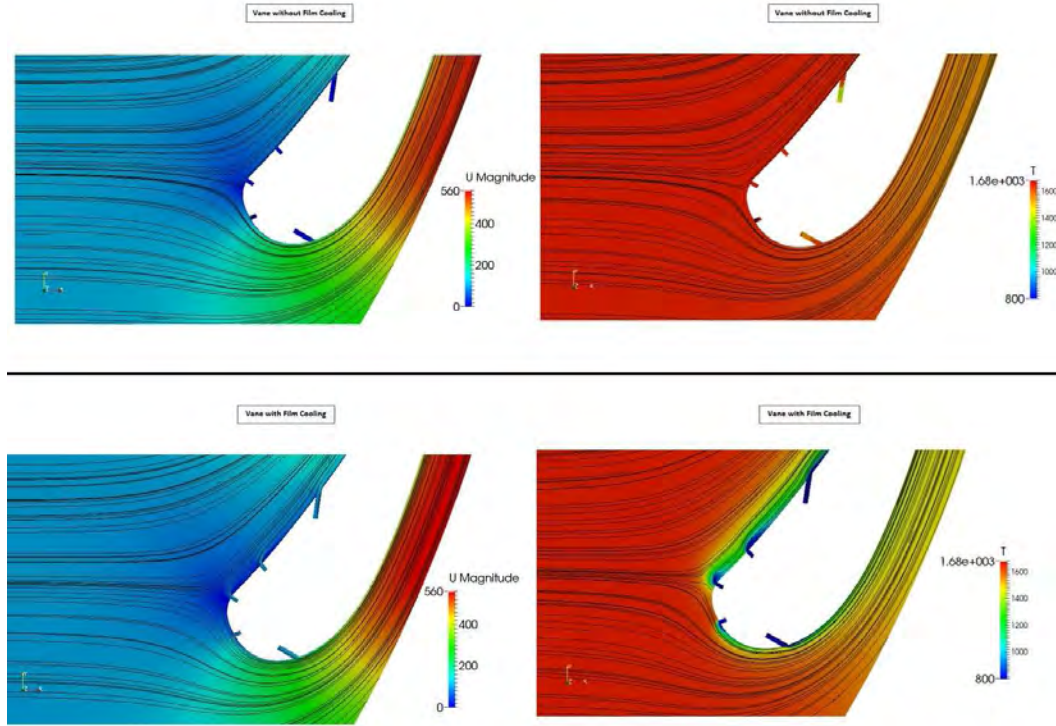 Vane without Film Cooling
Vane without Film Cooling
U Magnitude
560
400
200
0
T
1.68e+003
1600
1400
1200
1000
800
Vane with Film Cooling
Vane with Film Cooling
U Magnitude
560
400
200
0
T
1.68e+003
1600
1400
1200
1000
800